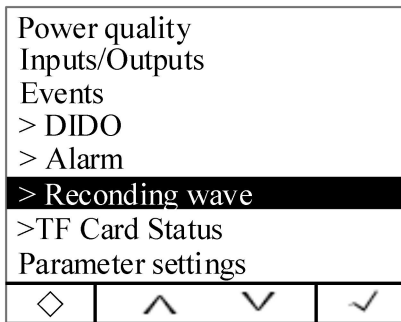 Power quality
Inputs/Outputs
Events
> DIDO
> Alarm
> Reconding wave
>TF Card Status
Parameter settings